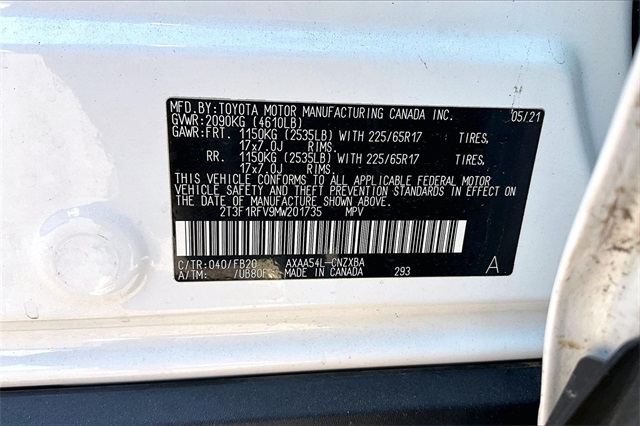 MFD.BY:TOYOTA MOTOR MANUFACTURING CANADA INC. 05/21
GVWR:2090KG (4610LB)
GAWR:FRT. 1150KG (2535LB) WITH 225/65R17 TIRES,
17x7.0J RIMS.
RR. 1150KG (2535LB) WITH 225/65R17 TIRES,
17x7.0J RIMS.
THIS VEHICLE CONFORMS TO ALL APPLICABLE FEDERAL MOTOR
VEHICLE SAFETY AND THEFT PREVENTION STANDARDS IN EFFECT ON
THE DATE OF MANUFACTURE SHOWN ABOVE.
2T3F1RFV9MW201735 MPV
C/TR:040/FB20 AXAA54L-CNZXBA
A/TM: /UB80F MADE IN CANADA 293 A